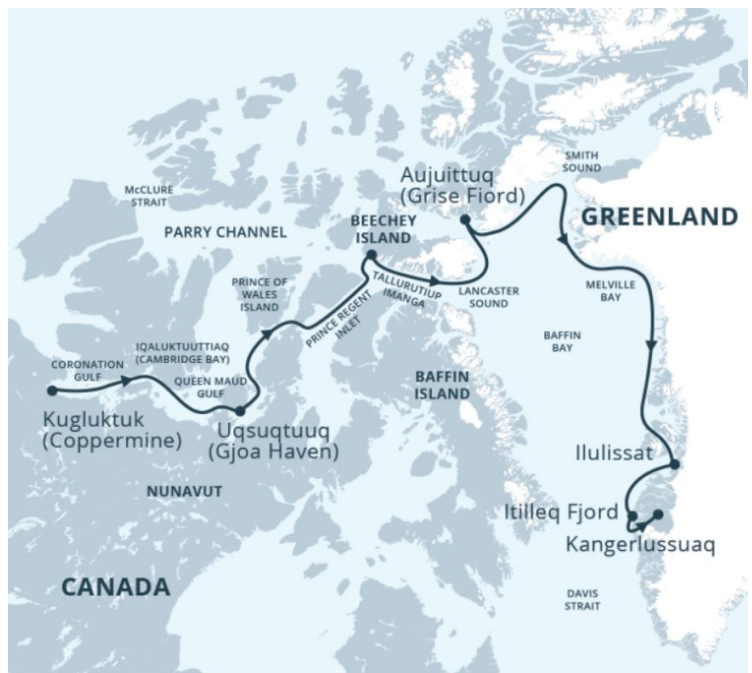 SMITH
SOUND
Aujuittuq
(Grise Fiord)
McCLURE
STRAIT
GREENLAND
BEECHEY
ISLAND
PARRY CHANNEL
TALLURUTIUP
IMANGA
LANCASTER
SOUND
MELVILLE
BAY
PRINCE OF
WALES
ISLAND
PRINCE REGENT
INLET
BAFFIN
BAY
IQALUKTUUTTIAQ
(CAMBRIDGE BAY)
CORONATION
GULF
QUEEN MAUD
GULF
BAFFIN
ISLAND
Kugluktuk
(Coppermine)
Uqsuqtuuq
(Gjoa Haven)
Ilulissat
NUNAVUT
Itilleq Fjord
Kangerlussuaq
CANADA
DAVIS
STRAIT